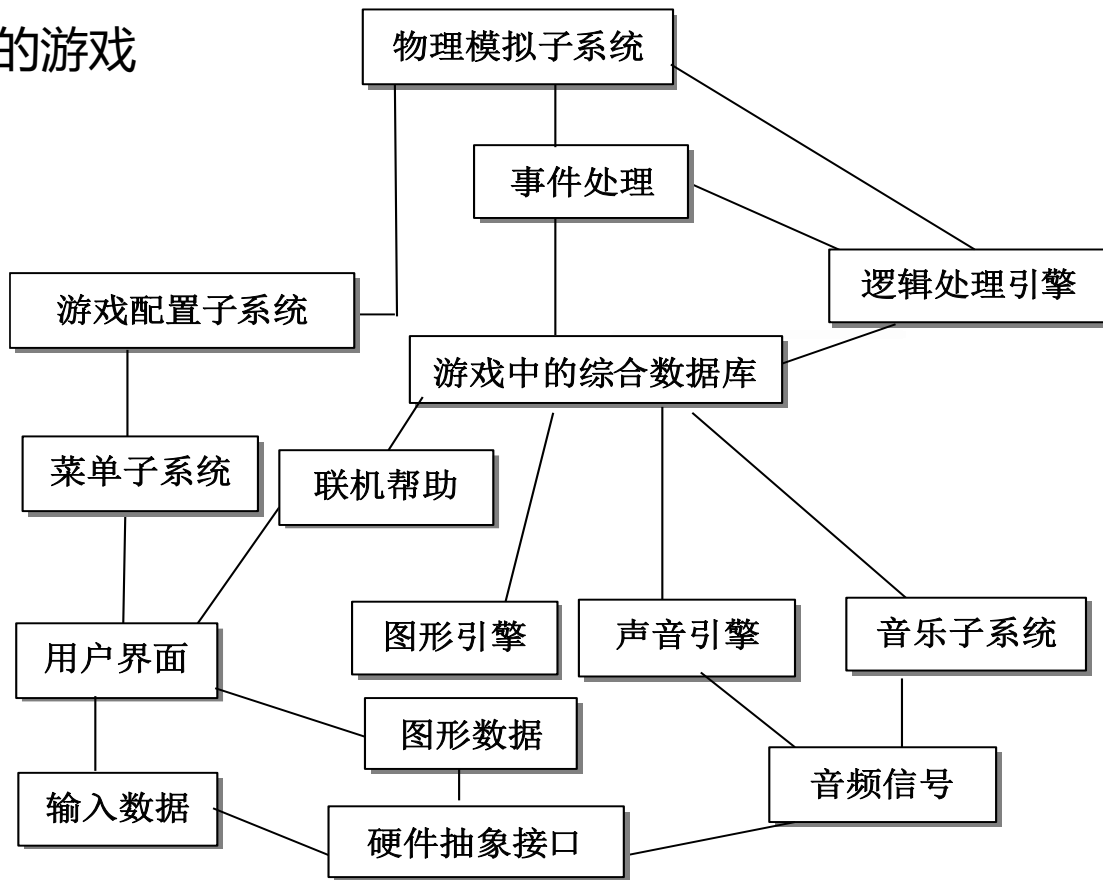 的游戏
物理模拟子系统
事件处理
逻辑处理引擎
游戏配置子系统
游戏中的综合数据库
菜单子系统
联机帮助
图形引擎
声音引擎
音乐子系统
用户界面
图形数据
音频信号
输入数据
硬件抽象接口